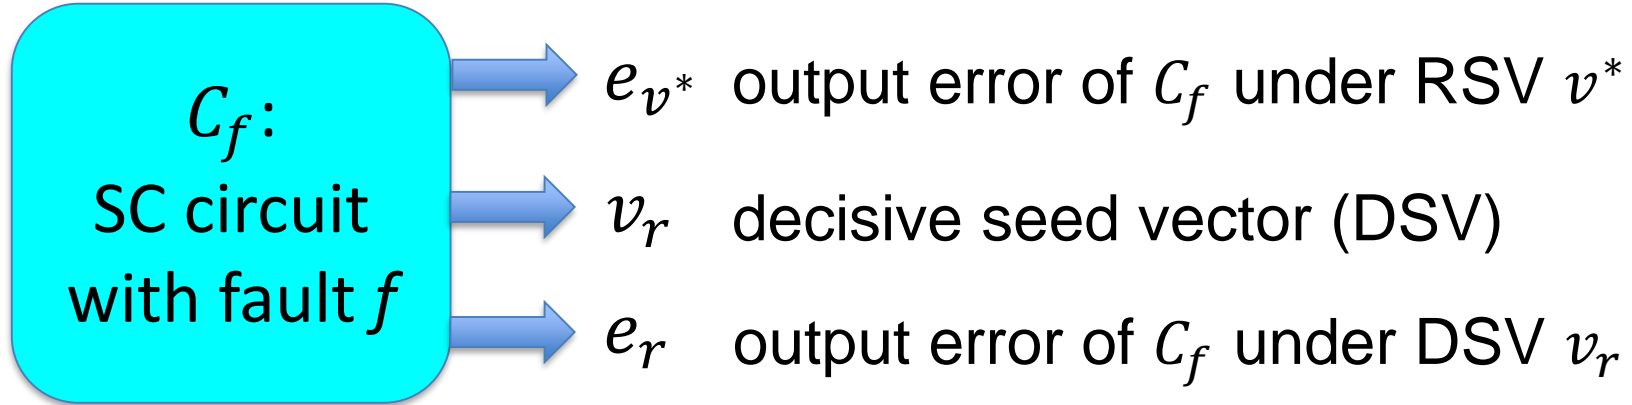 C_f:
SC circuit
with fault f
e_{v*} output error of C_f under RSV v*
v_r decisive seed vector (DSV)
e_r output error of C_f under DSV v_r